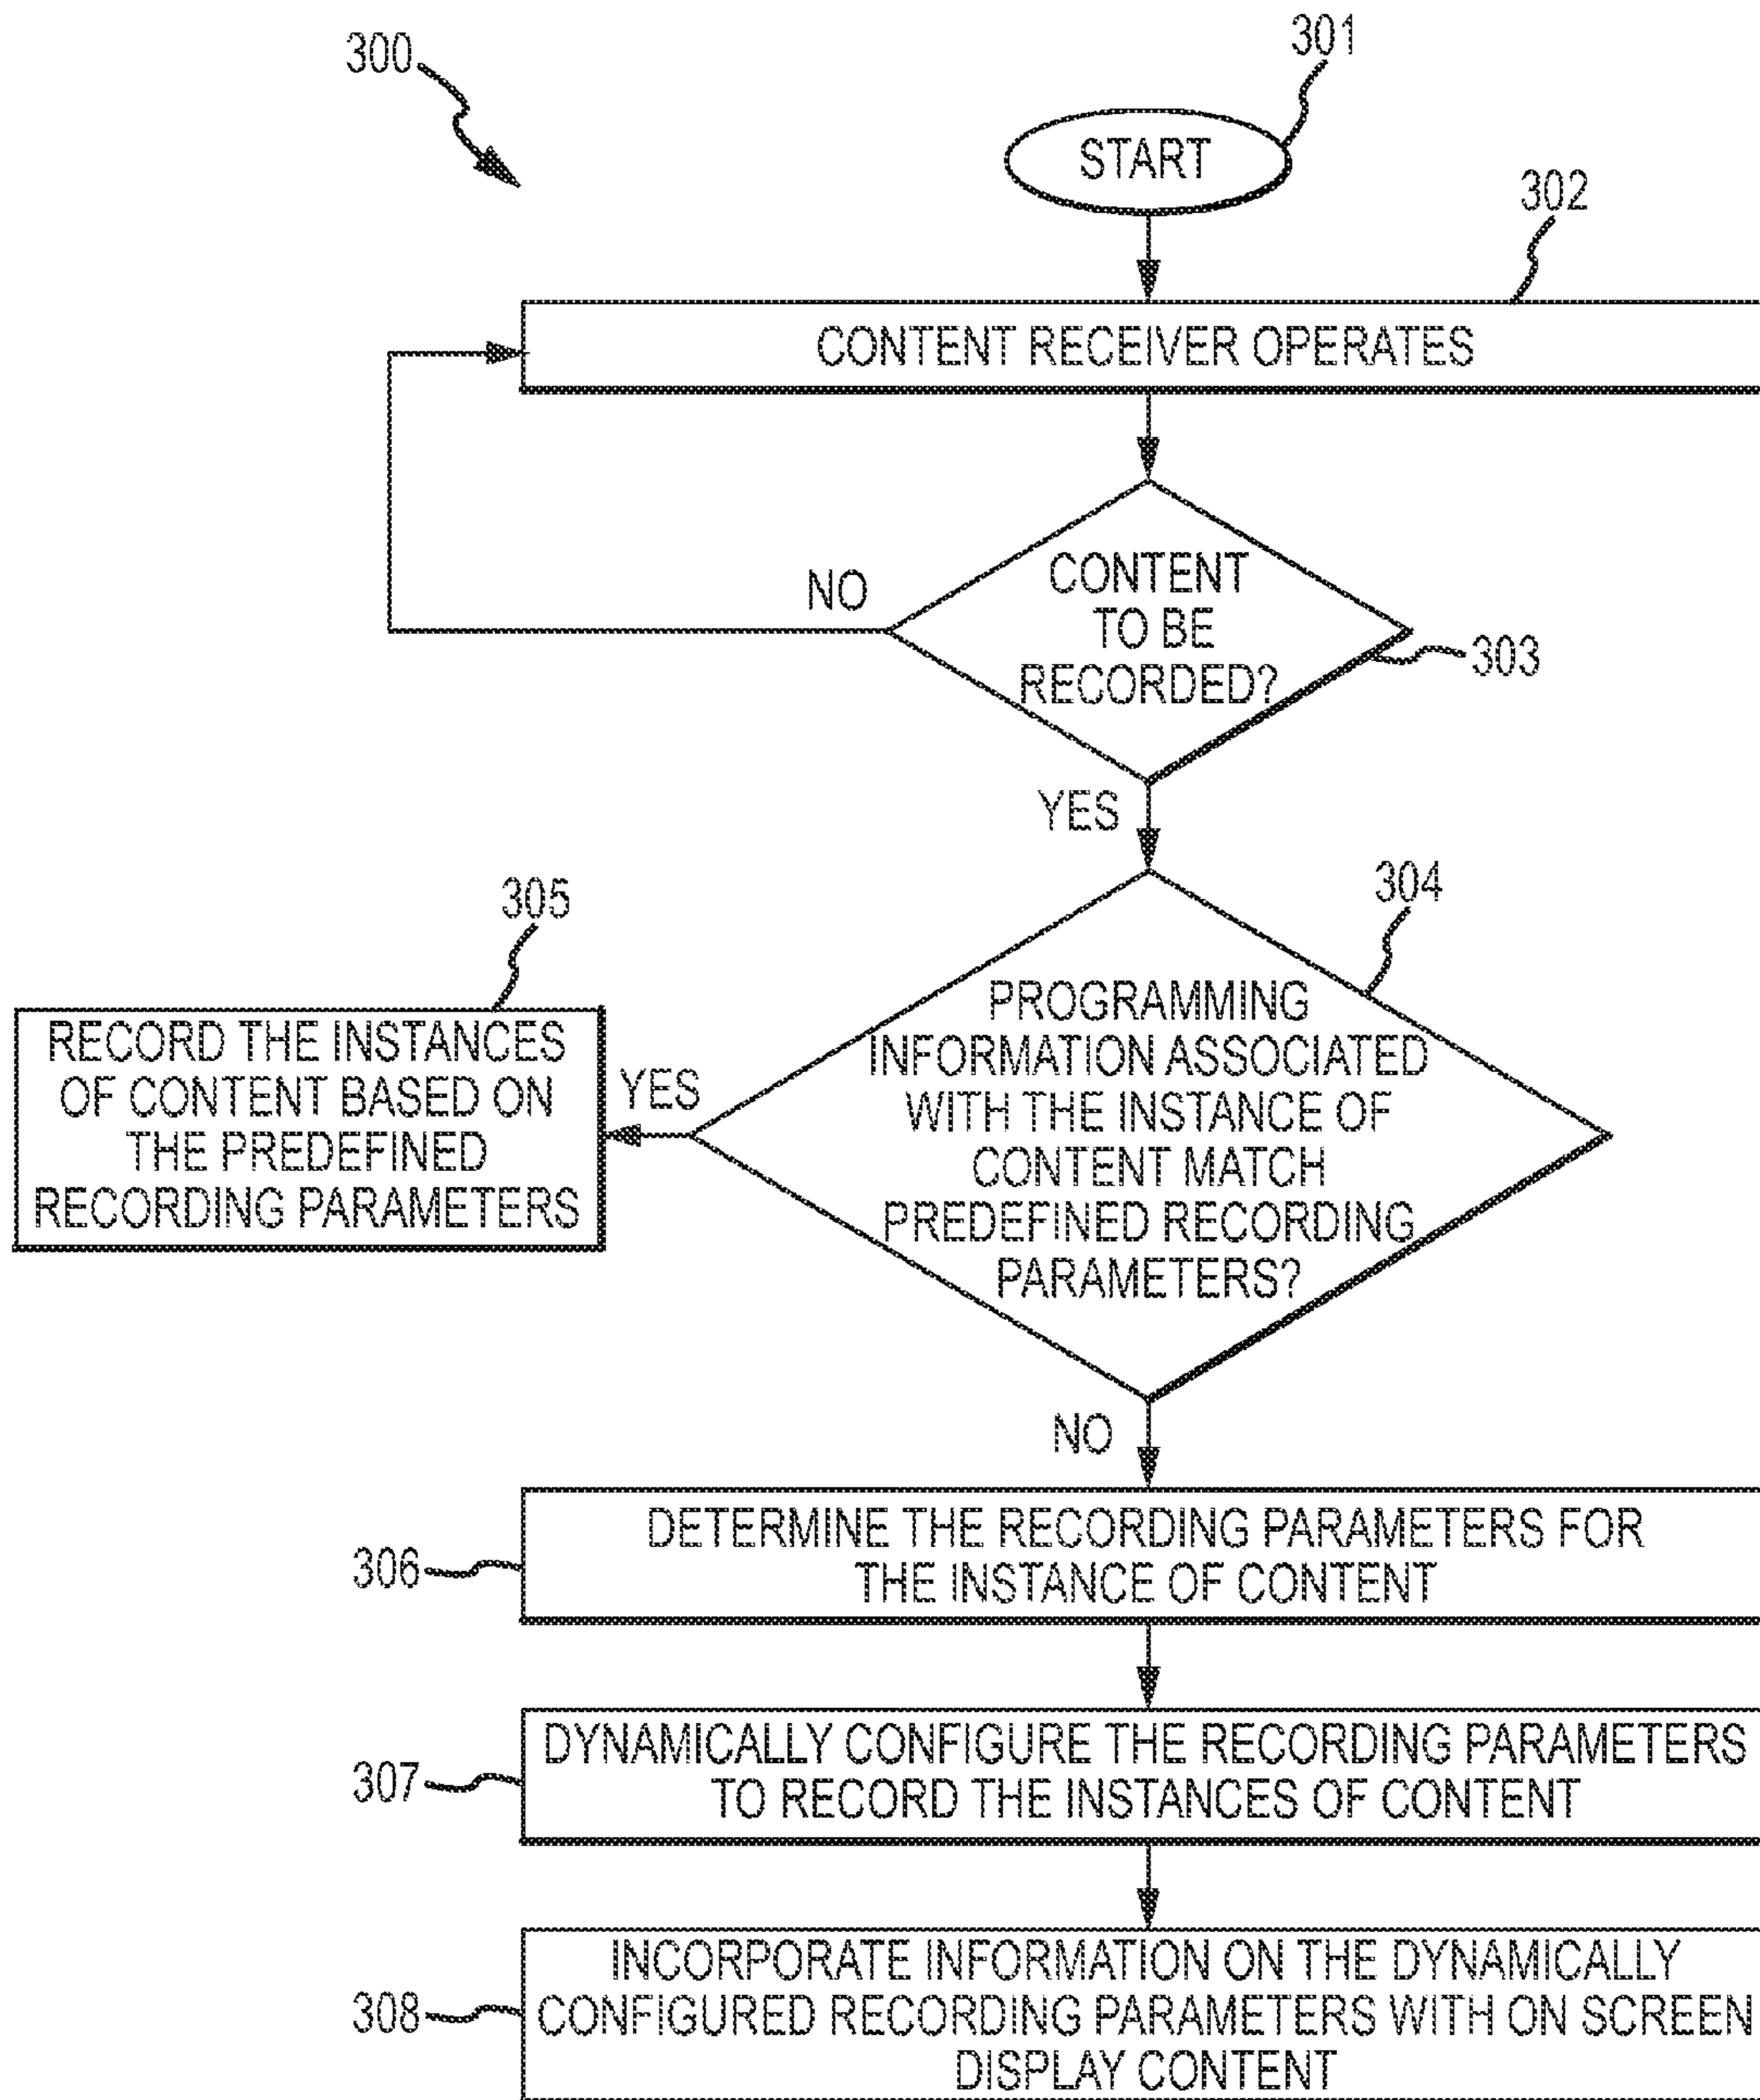 300
301
START
302
CONTENT RECEIVER OPERATES
NO
CONTENT
TO BE
RECORDED?
303
YES
304
305
PROGRAMMING
INFORMATION ASSOCIATED
WITH THE INSTANCE OF
CONTENT MATCH
PREDEFINED RECORDING
PARAMETERS?
YES
RECORD THE INSTANCES
OF CONTENT BASED ON
THE PREDEFINED
RECORDING PARAMETERS
NO
306
DETERMINE THE RECORDING PARAMETERS FOR
THE INSTANCE OF CONTENT
307
DYNAMICALLY CONFIGURE THE RECORDING PARAMETERS
TO RECORD THE INSTANCES OF CONTENT
308
INCORPORATE INFORMATION ON THE DYNAMICALLY
CONFIGURED RECORDING PARAMETERS WITH ON SCREEN
DISPLAY CONTENT